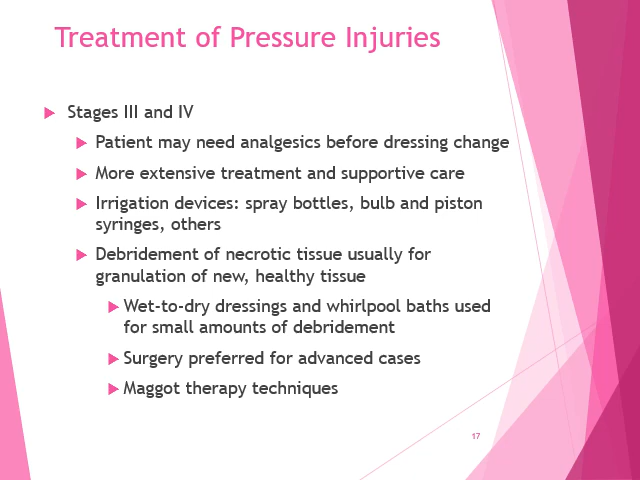 Treatment of Pressure Injuries
Stages III and IV
Patient may need analgesics before dressing change
More extensive treatment and supportive care
Irrigation devices: spray bottles, bulb and piston
syringes, others
Debridement of necrotic tissue usually for
granulation of new, healthy tissue
Wet-to-dry dressings and whirlpool baths used
for small amounts of debridement
Surgery preferred for advanced cases
Maggot therapy techniques
17